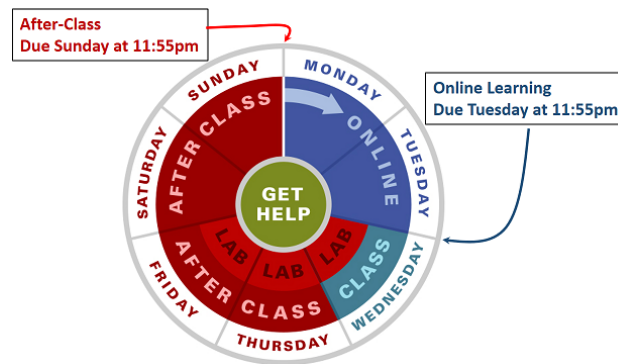 After-Class
Due Sunday at 11:55pm
Online Learning
Due Tuesday at 11:55pm
SUNDAY
MONDAY
TUESDAY
WEDNESDAY
THURSDAY
FRIDAY
SATURDAY
AFTER CLASS
ONLINE
CLASS
AFTER CLASS
LAB
LAB
LAB
GET
HELP